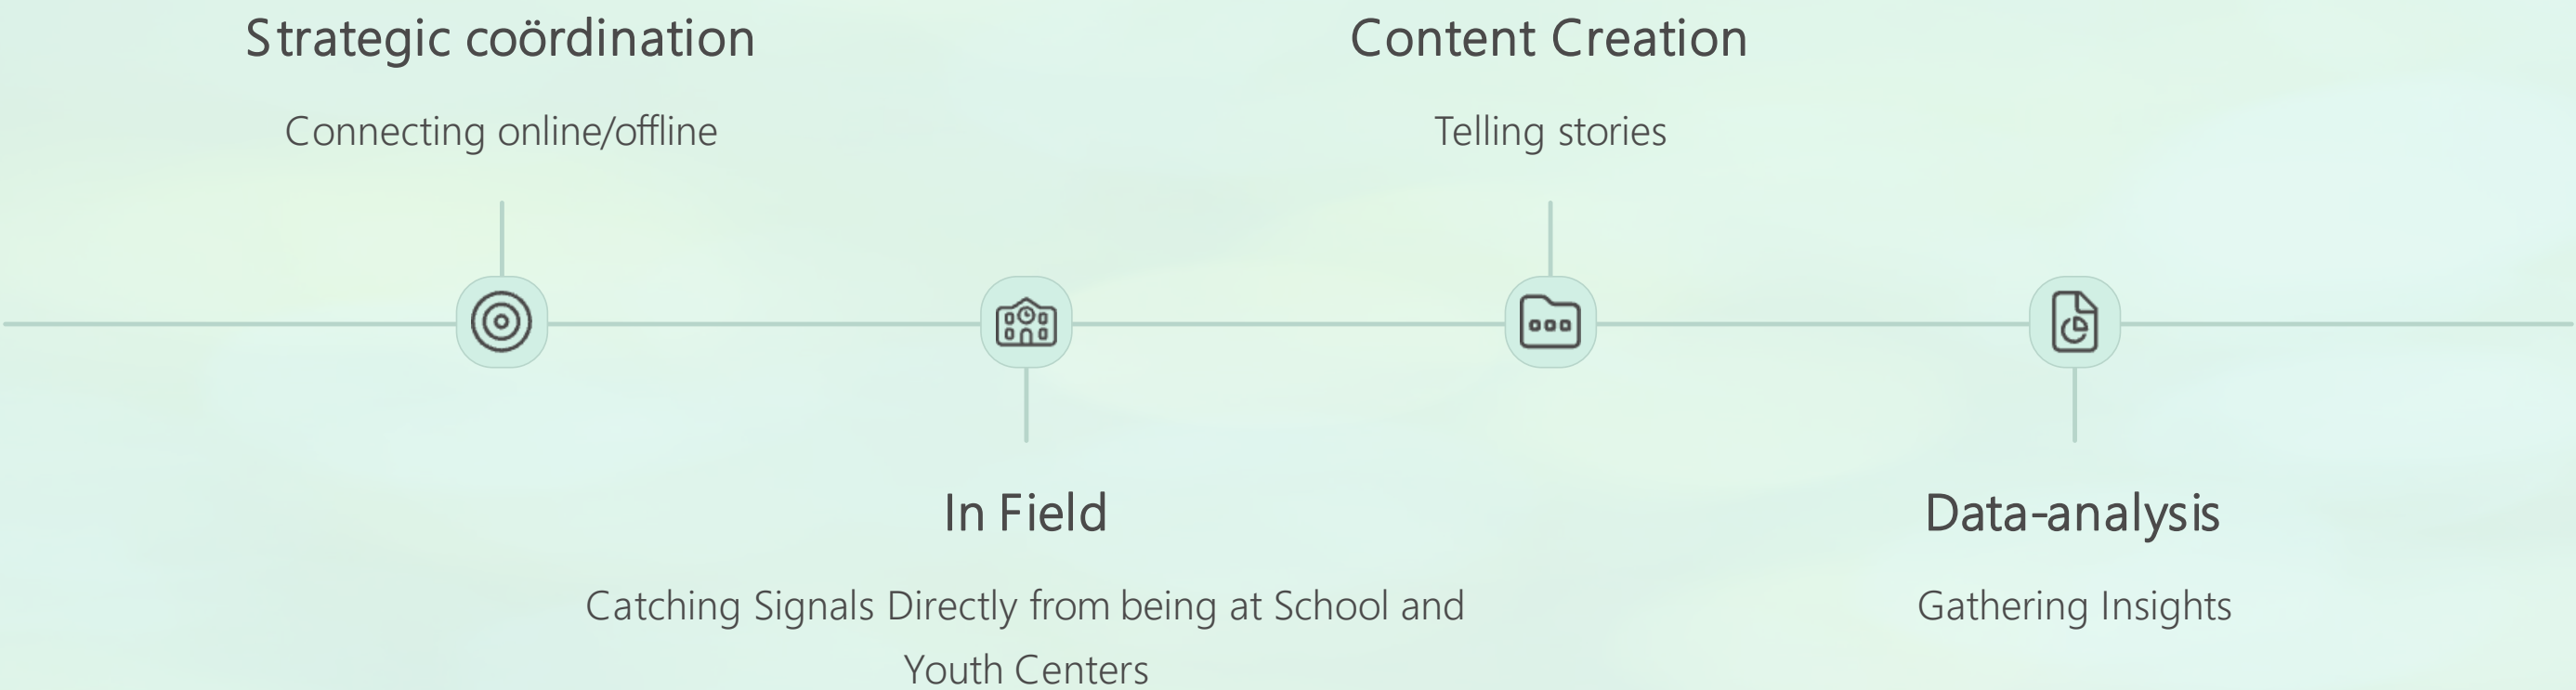 Strategic coördination
Connecting online/offline
In Field
Catching Signals Directly from being at School and
Youth Centers
Content Creation
Telling stories
Data-analysis
Gathering Insights